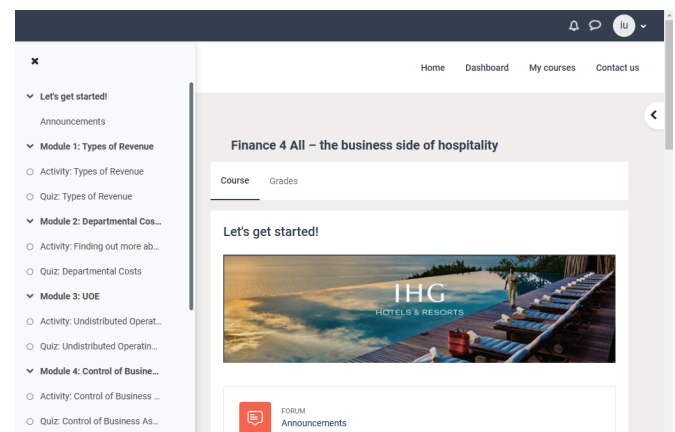 iu
Home Dashboard My courses Contact us
Let's get started!
Announcements
Module 1: Types of Revenue
Activity: Types of Revenue
Quiz: Types of Revenue
Module 2: Departmental Cos...
Activity: Finding out more ab...
Quiz: Departmental Costs
Module 3: UOE
Activity: Undistributed Operat...
Quiz: Undistributed Operatin...
Module 4: Control of Busine...
Activity: Control of Business ...
Quiz: Control of Business As...
Finance 4 All – the business side of hospitality
Course Grades
Let's get started!
IHG
HOTELS & RESORTS
FORUM
Announcements